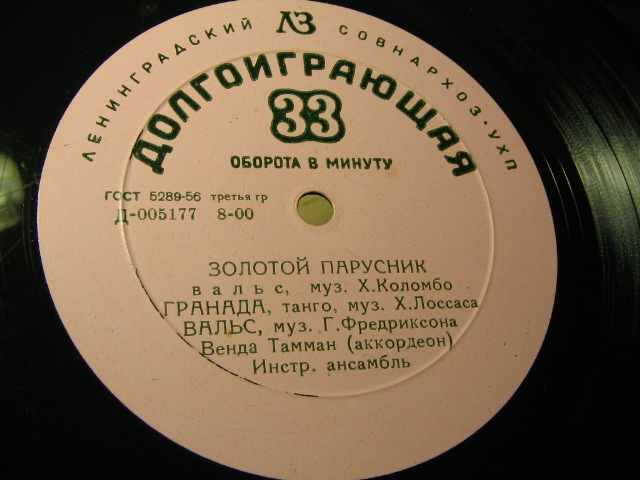 ЛЕНИНГРАДСКИЙ ЛЗ СОВНАРХОЗ-УХП
ДОЛГОИГРАЮЩАЯ
33
ОБОРОТА В МИНУТУ
ГОСТ 5289-56 третья гр
Д-005177 8-00
ЗОЛОТОЙ ПАРУСНИК
вальс, муз. Х.Коломбо
ГРАНАДА, танго, муз. Х.Лоссаса
ВАЛЬС, муз. Г.Фредриксона
Венда Тамман (аккордеон)
Инстр. ансамбль